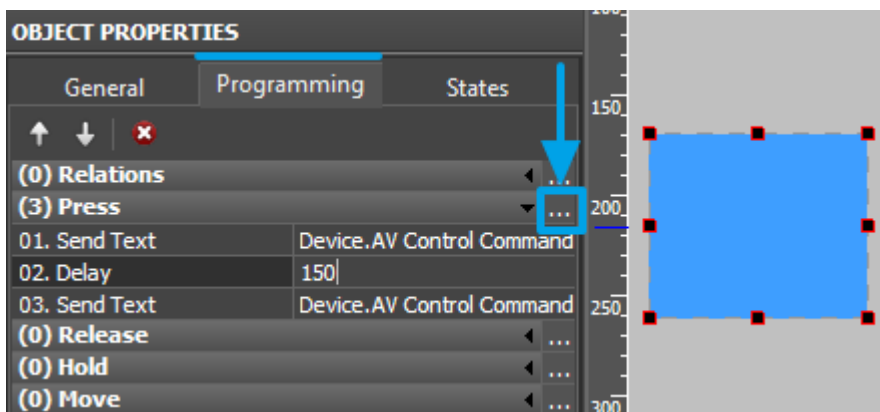 OBJECT PROPERTIES
General Programming States
(0) Relations ...
(3) Press ...
01. Send Text Device.AV Control Command
02. Delay 150
03. Send Text Device.AV Control Command
(0) Release ...
(0) Hold ...
(0) Move ...
150
200
250
300